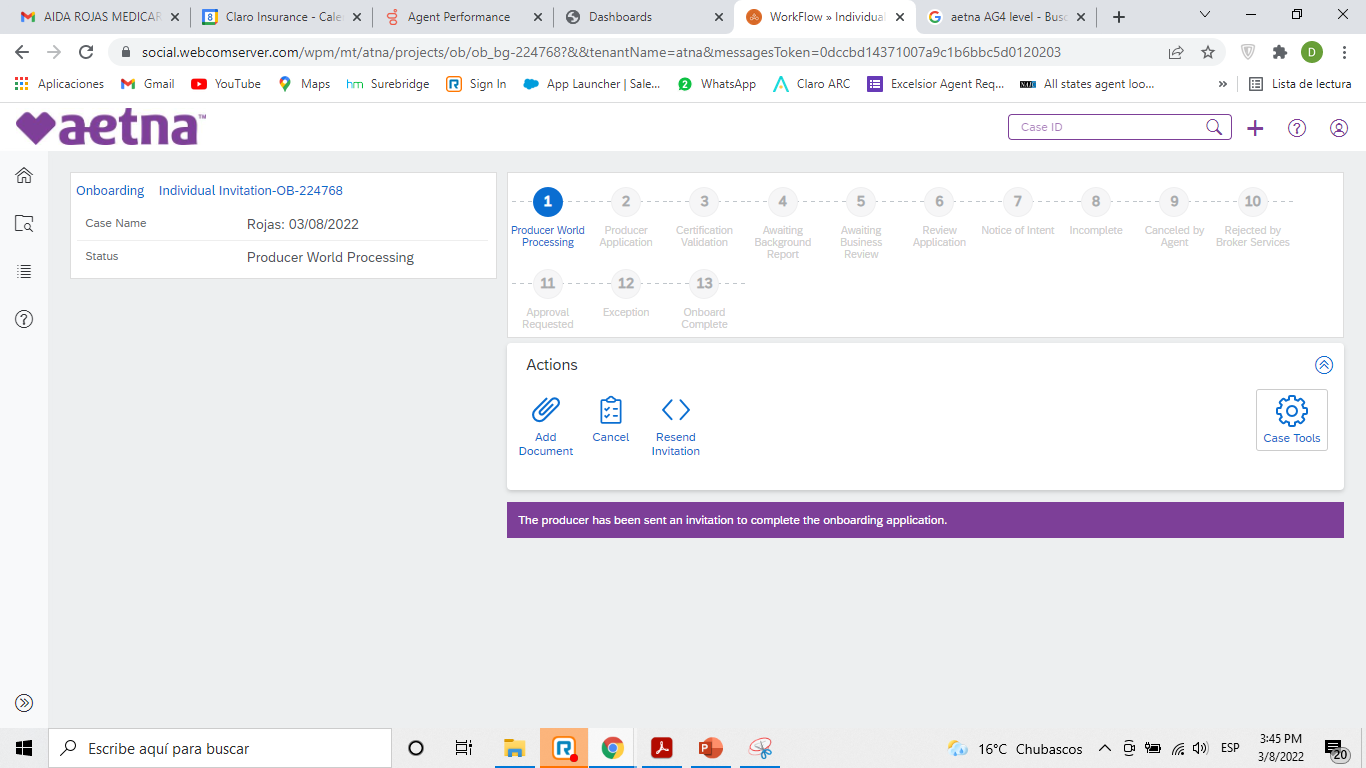 AIDA ROJAS MEDICAR
Claro Insurance - Cale
Agent Performance
Dashboards
WorkFlow » Individual
aetna AG4 level - Busc
social.webcomserver.com/wpm/mt/atna/projects/ob/ob_bg-224768?&&tenantName=atna&messagesToken=0dccbd14371007a9c1b6bbc5d0120203
D
Aplicaciones
Gmail
YouTube
Maps
hm Surebridge
Sign In
App Launcher | Sale...
WhatsApp
Claro ARC
Excelsior Agent Req...
All states agent loo...
»
Lista de lectura
aetna™
Case ID
Onboarding Individual Invitation-OB-224768
Case Name Rojas: 03/08/2022
Status Producer World Processing
1 2 3 4 5 6 7 8 9 10
Producer World Processing
Producer Application
Certification Validation
Awaiting Background Report
Awaiting Business Review
Review Application
Notice of Intent
Incomplete
Canceled by Agent
Rejected by Broker Services
11 12 13
Approval Requested
Exception
Onboard Complete
Actions
Add Document
Cancel
Resend Invitation
Case Tools
The producer has been sent an invitation to complete the onboarding application.
Escribe aquí para buscar
16°C Chubascos
ESP
3:45 PM
3/8/2022
20